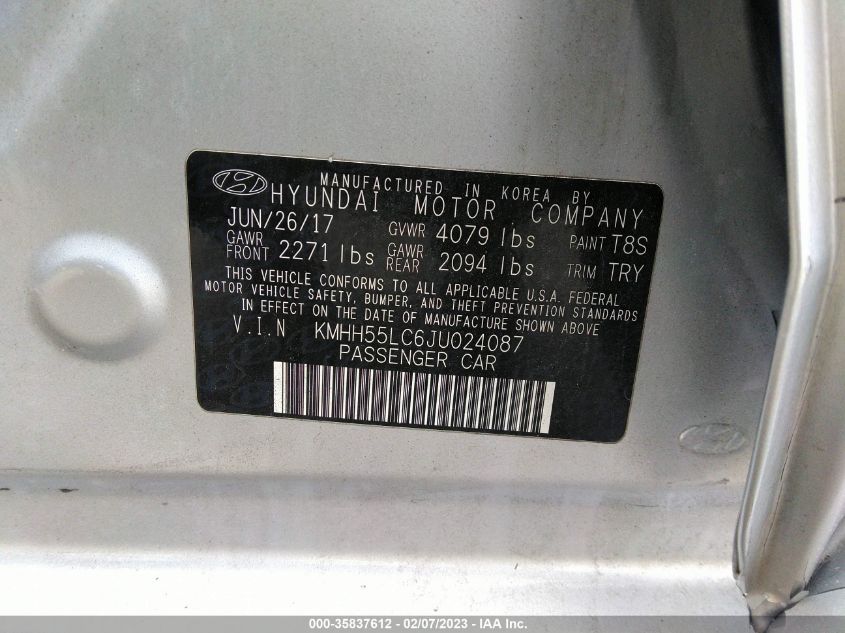 MANUFACTURED IN KOREA BY
HYUNDAI MOTOR COMPANY
JUN/26/17 GVWR 4079 lbs PAINT T8S
GAWR FRONT 2271 lbs GAWR REAR 2094 lbs TRIM TRY
THIS VEHICLE CONFORMS TO ALL APPLICABLE U.S.A. FEDERAL
MOTOR VEHICLE SAFETY, BUMPER, AND THEFT PREVENTION STANDARDS
IN EFFECT ON THE DATE OF MANUFACTURE SHOWN ABOVE
V.I.N KMHH55LC6JU024087
PASSENGER CAR
000-35837612 — 02/07/2023 — IAA Inc.